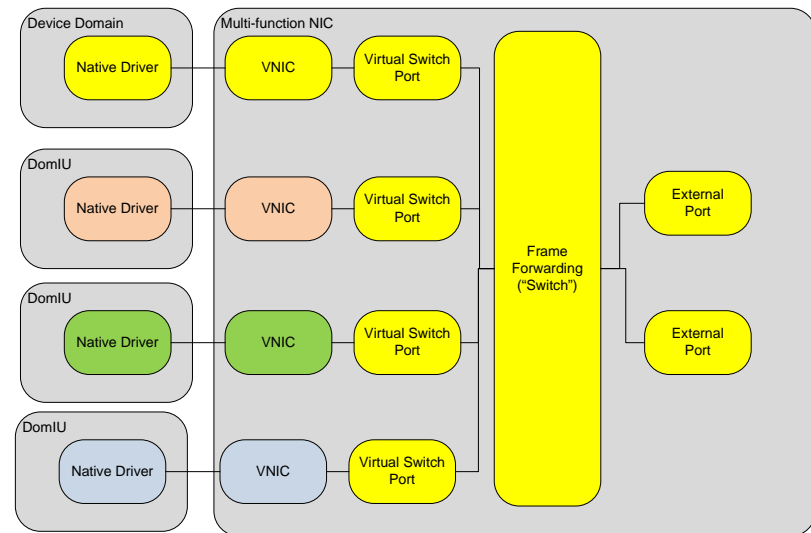 Device Domain
Multi-function NIC
Native Driver
VNIC
Virtual Switch
Port
DomIU
Native Driver
VNIC
Virtual Switch
Port
External
Port
Frame
Forwarding
(“Switch”)
DomIU
Native Driver
VNIC
Virtual Switch
Port
External
Port
DomIU
Native Driver
VNIC
Virtual Switch
Port